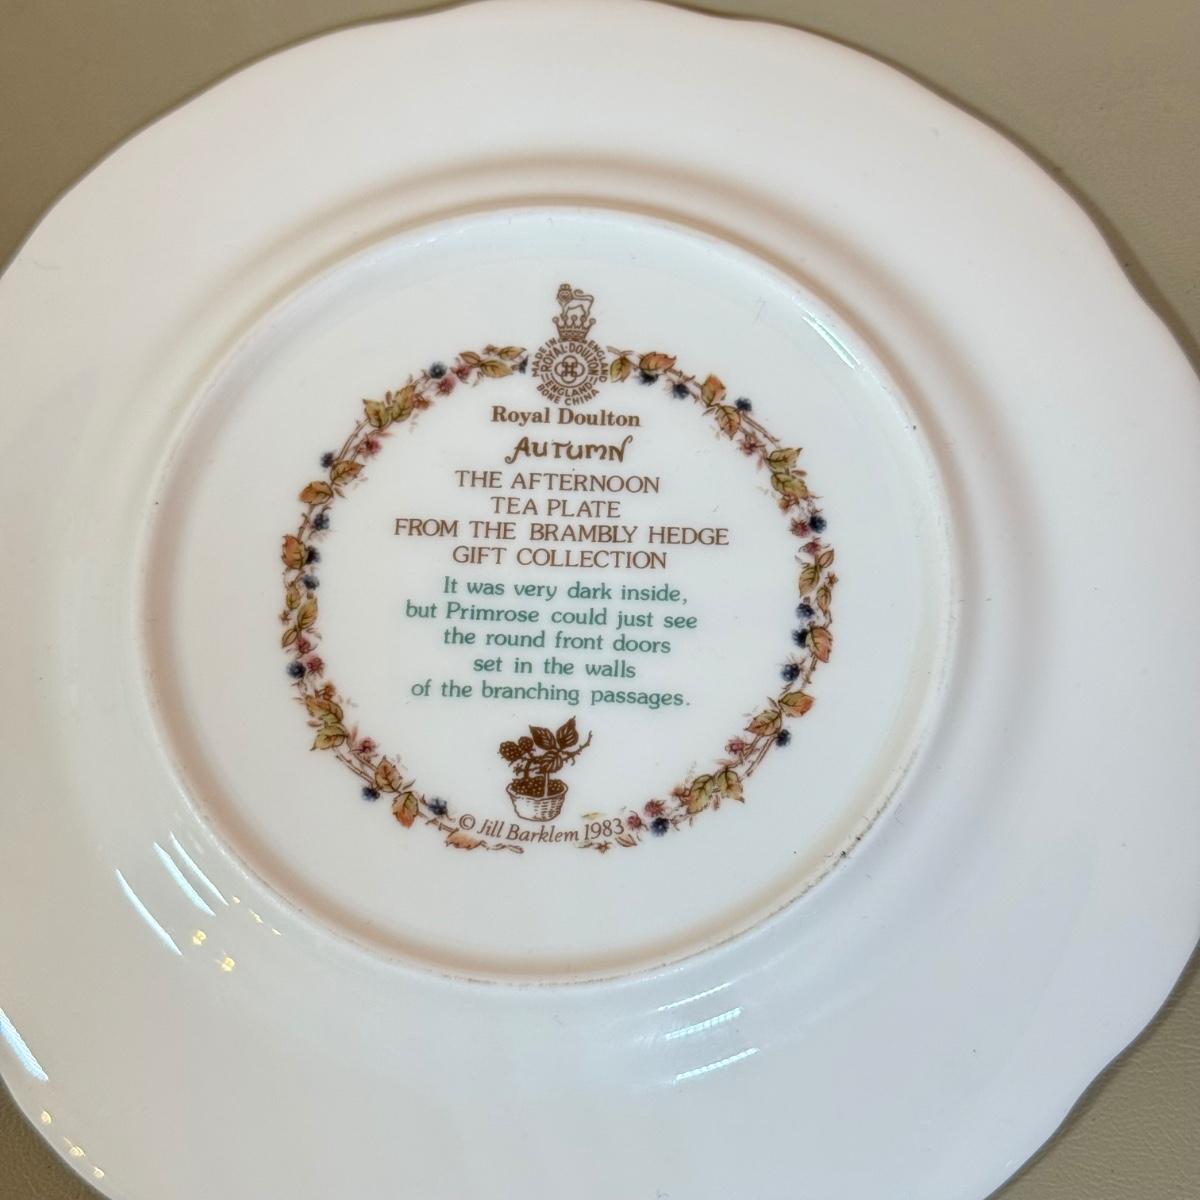 MADE IN ENGLAND
ROYAL·DOULTON
ENGLAND
BONE CHINA
Royal Doulton
AUTUMN
THE AFTERNOON
TEA PLATE
FROM THE BRAMBLY HEDGE
GIFT COLLECTION
It was very dark inside,
but Primrose could just see
the round front doors
set in the walls
of the branching passages.
© Jill Barklem 1983